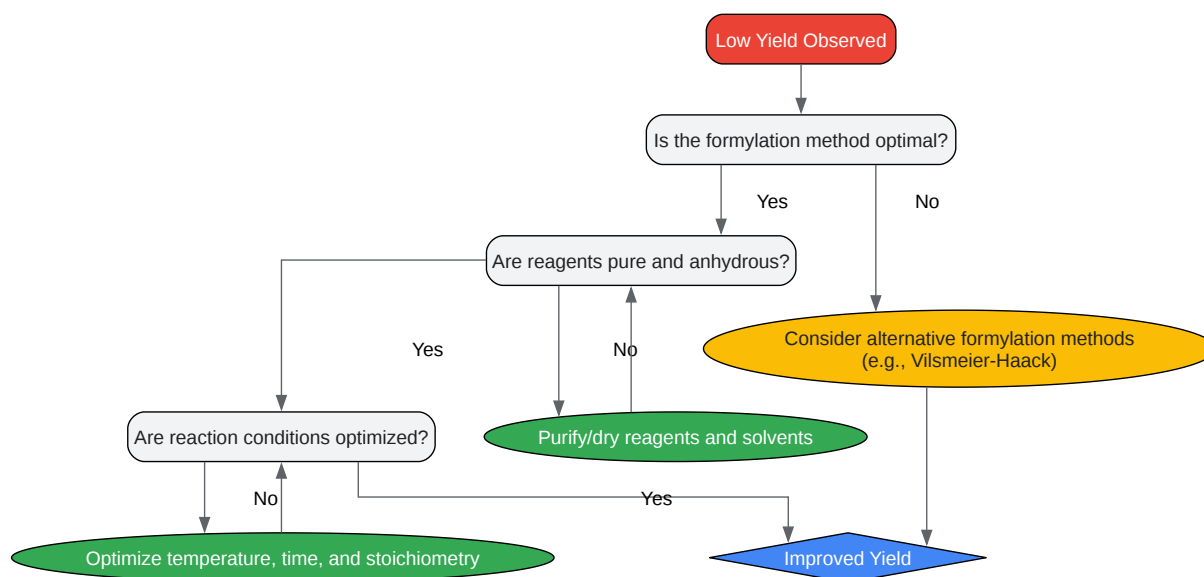 Low Yield Observed
Is the formylation method optimal?
Yes
No
Are reagents pure and anhydrous?
Consider alternative formylation methods
(e.g., Vilsmeier-Haack)
Yes
No
Are reaction conditions optimized?
Purify/dry reagents and solvents
No
Yes
Optimize temperature, time, and stoichiometry
Improved Yield